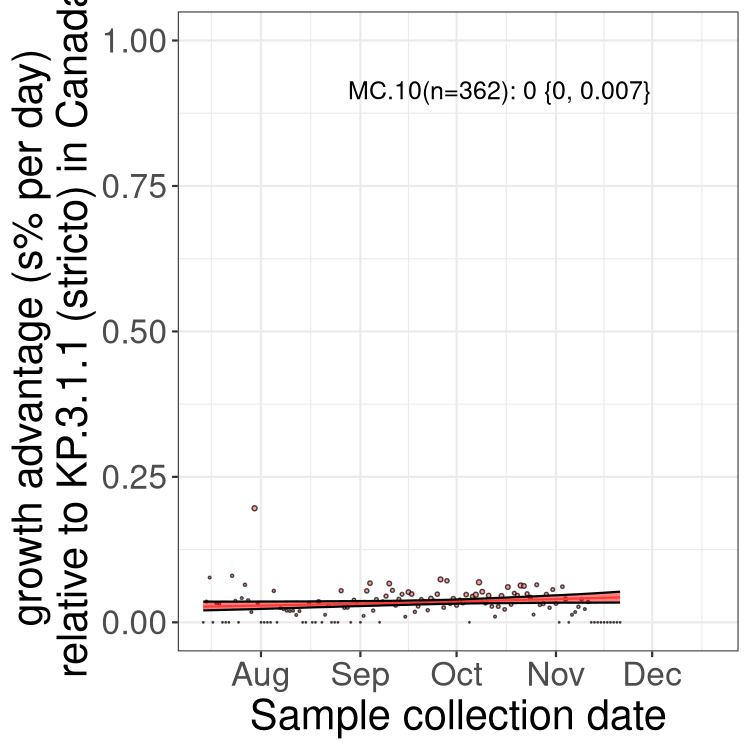 growth advantage (s% per day)
relative to KP.3.1.1 (stricto) in Canada
1.00
0.75
0.50
0.25
0.00
MC.10(n=362): 0 {0, 0.007}
Aug Sep Oct Nov Dec
Sample collection date